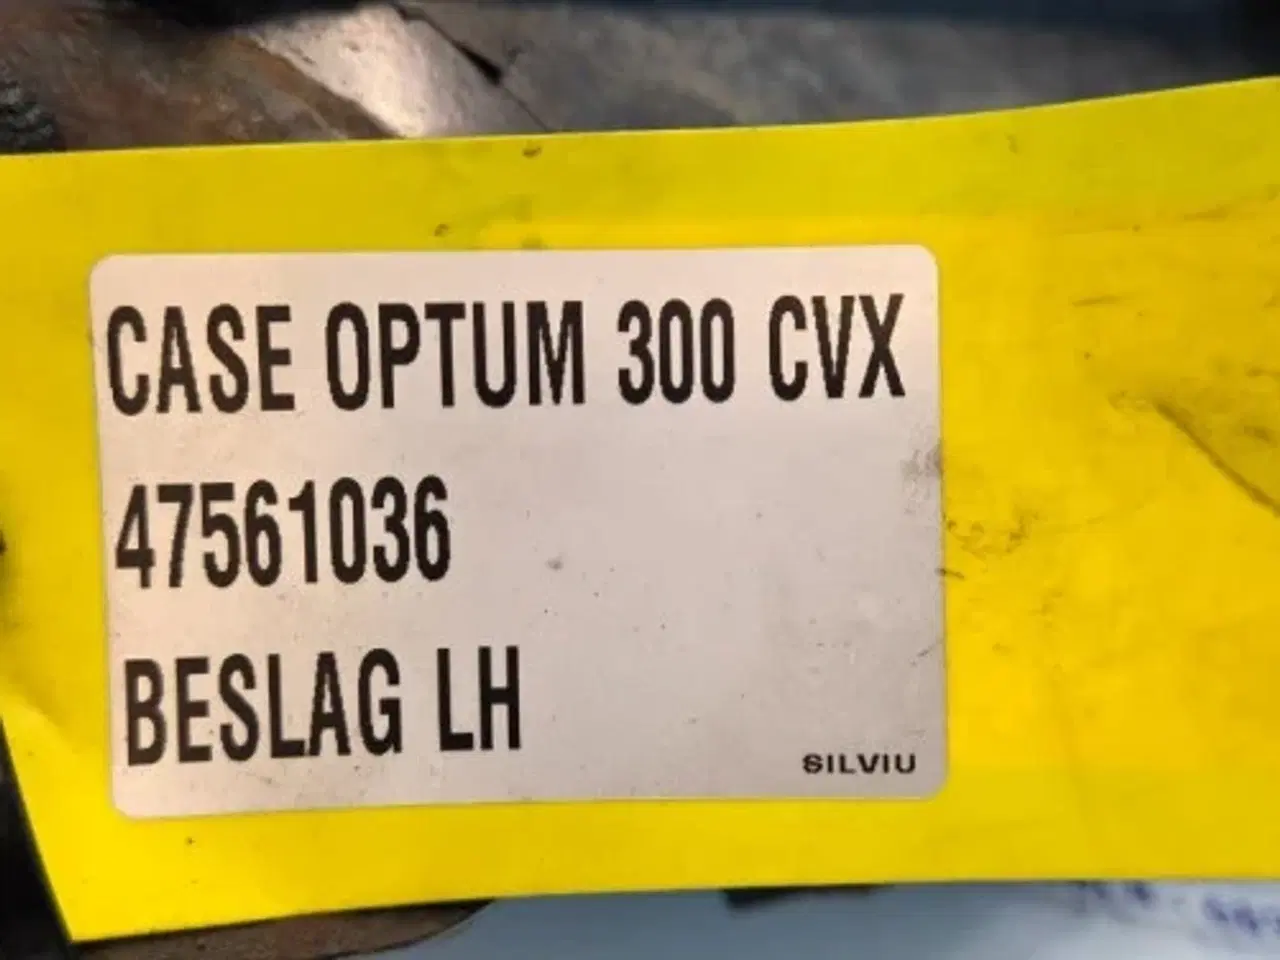 CASE OPTUM 300 CVX
47561036
BESLAG LH
SILVIU